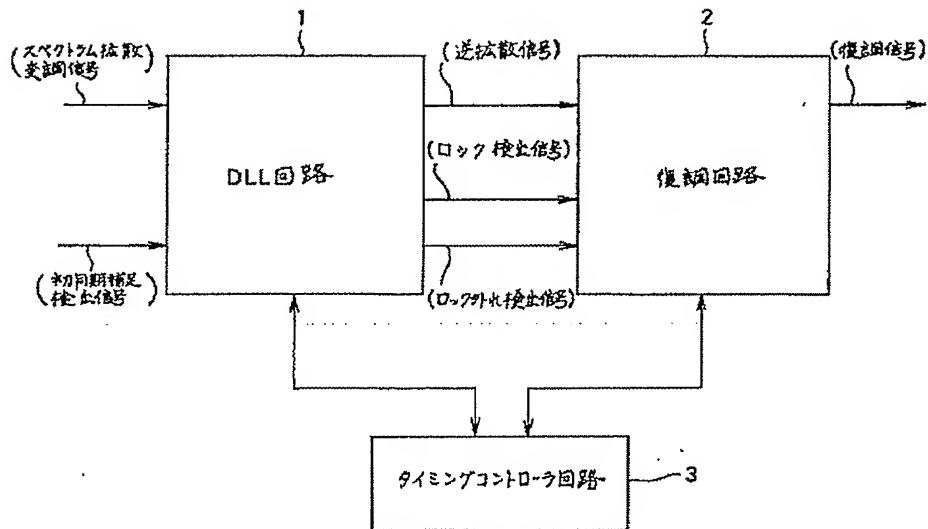 1
2
(スペクトラム拡散
変調信号)
(逆拡散信号)
(復調信号)
(ロック検出信号)
DLL回路
復調回路
(初同期捕足
検出信号)
(ロック外れ検出信号)
タイミングコントローラ回路
3